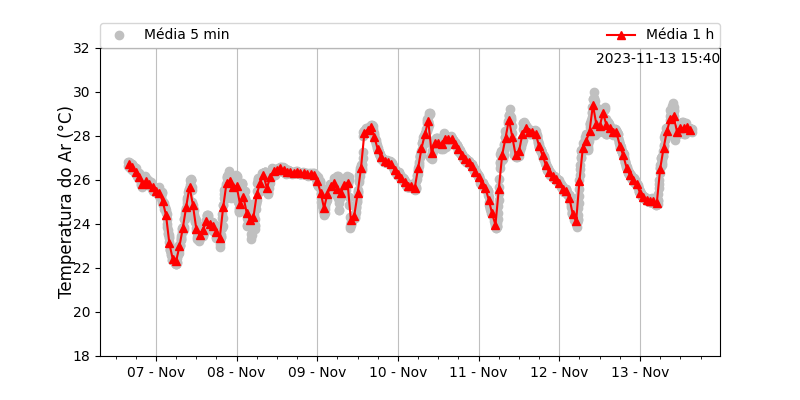 Média 5 min
Média 1 h
2023-11-13 15:40
Temperatura do Ar (°C)
32
30
28
26
24
22
20
18
07 - Nov
08 - Nov
09 - Nov
10 - Nov
11 - Nov
12 - Nov
13 - Nov